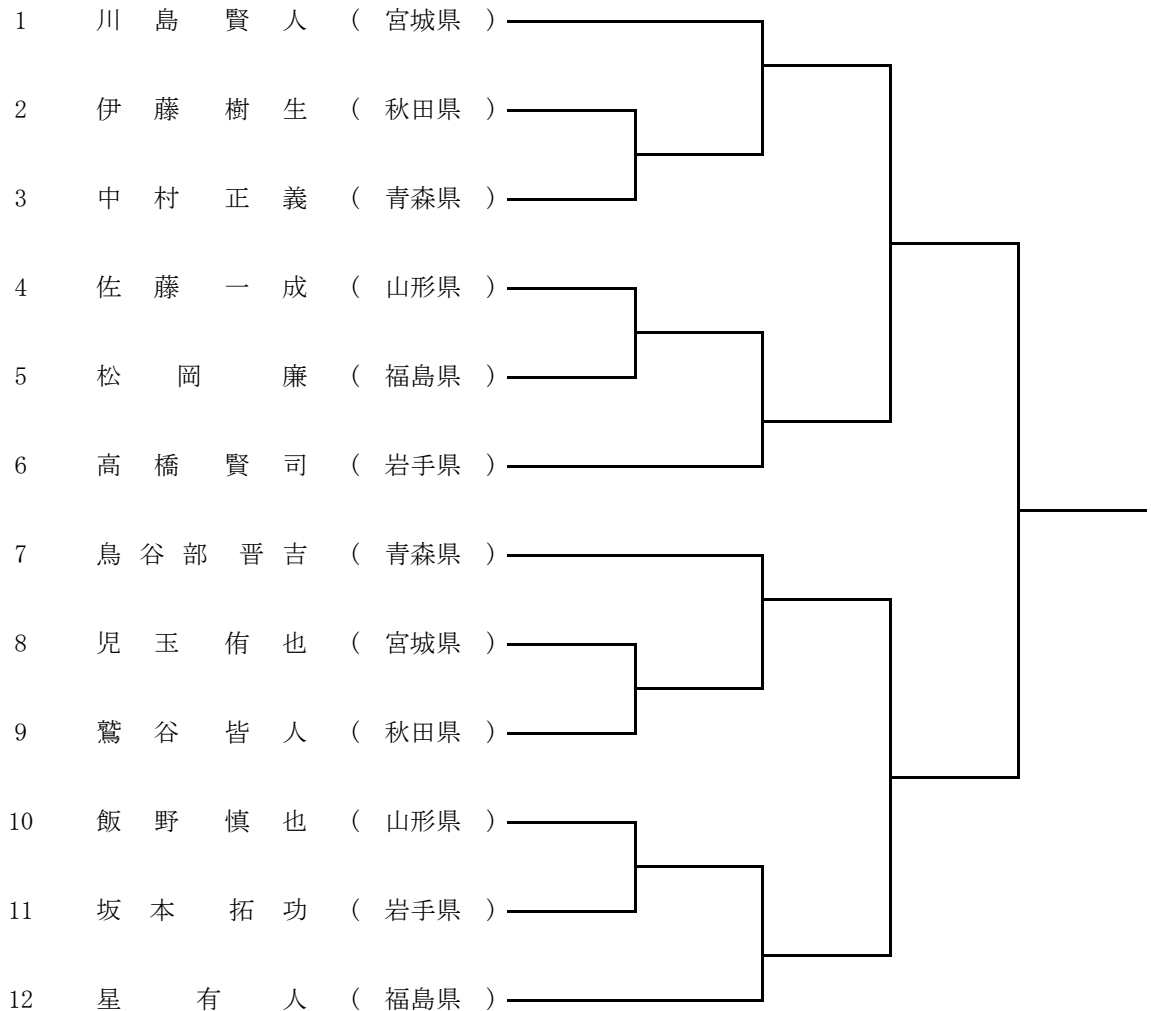 1 川島 賢人 ( 宮城県 )
2 伊藤 樹生 ( 秋田県 )
3 中村 正義 ( 青森県 )
4 佐藤 一成 ( 山形県 )
5 松岡 廉 ( 福島県 )
6 高橋 賢司 ( 岩手県 )
7 鳥谷部 晋吉 ( 青森県 )
8 児玉 侑也 ( 宮城県 )
9 鷲谷 皆人 ( 秋田県 )
10 飯野 慎也 ( 山形県 )
11 坂本 拓功 ( 岩手県 )
12 星 有人 ( 福島県 )